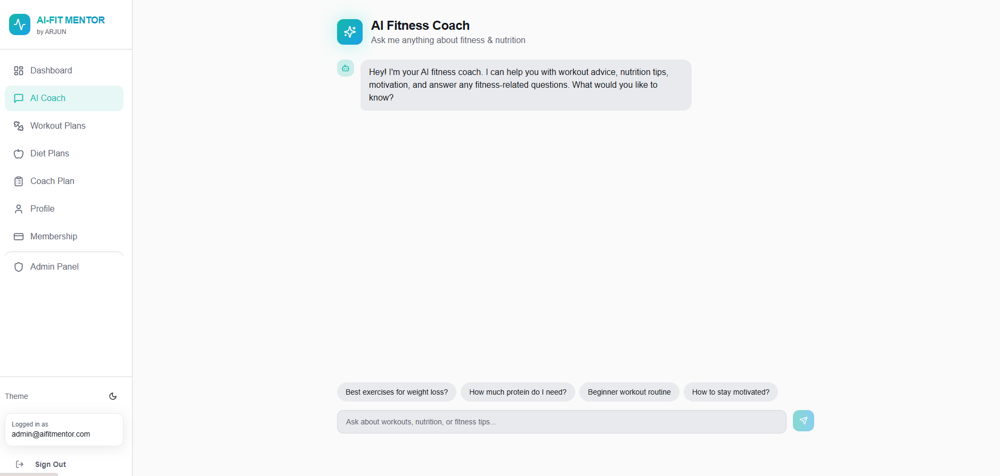 AI-FIT MENTOR
by ARJUN
Dashboard
AI Coach
Workout Plans
Diet Plans
Coach Plan
Profile
Membership
Admin Panel
Theme
Logged in as
admin@aifitmentor.com
Sign Out
AI Fitness Coach
Ask me anything about fitness & nutrition
Hey! I'm your AI fitness coach. I can help you with workout advice, nutrition tips,
motivation, and answer any fitness-related questions. What would you like to
know?
Best exercises for weight loss?
How much protein do I need?
Beginner workout routine
How to stay motivated?
Ask about workouts, nutrition, or fitness tips...